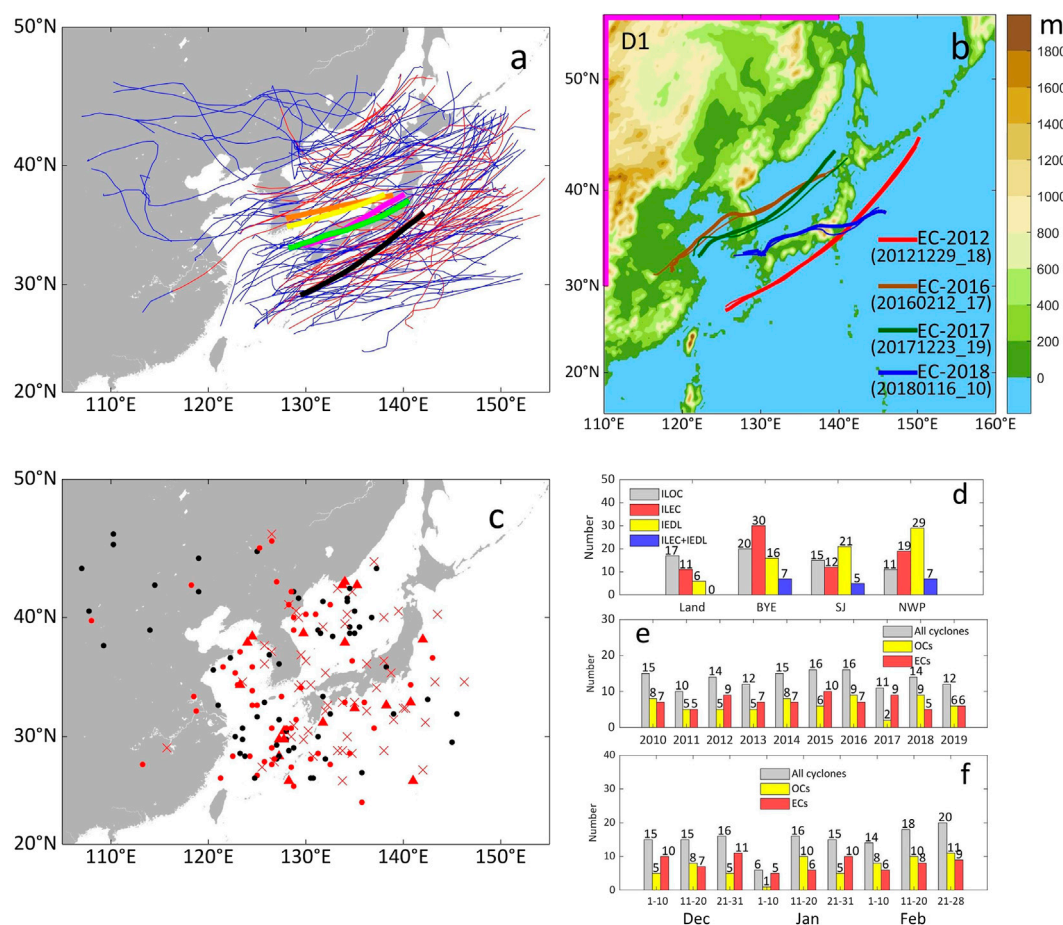 50°N
40°N
30°N
20°N
110°E 120°E 130°E 140°E 150°E
a
D1
b
50°N
40°N
30°N
20°N
110°E 120°E 130°E 140°E 150°E 160°E
EC-2012
(20121229_18)
EC-2016
(20160212_17)
EC-2017
(20171223_19)
EC-2018
(20180116_10)
m
1800
1600
1400
1200
1000
800
600
400
200
0
50°N
40°N
30°N
20°N
110°E 120°E 130°E 140°E 150°E
c
d
Number
50
40
30
20
10
0
ILOC
ILEC
IEDL
ILEC+IEDL
17 11 6 0
20 30 16 7
15 12 21 5
11 19 29 7
Land BYE SJ NWP
e
Number
30
20
10
0
All cyclones
OCs
ECs
15 8 7
10 5 5
14 5 9
12 5 7
15 8 7
16 6 10
16 9 7
11 2 9
14 9 5
12 6 6
2010 2011 2012 2013 2014 2015 2016 2017 2018 2019
f
Number
40
30
20
10
0
All cyclones
OCs
ECs
15 5 10
15 8 7
16 5 11
6 1 5
16 10 6
15 5 10
14 8 6
18 10 8
20 11 9
1-10 11-20 21-31 1-10 11-20 21-31 1-10 11-20 21-28
Dec Jan Feb